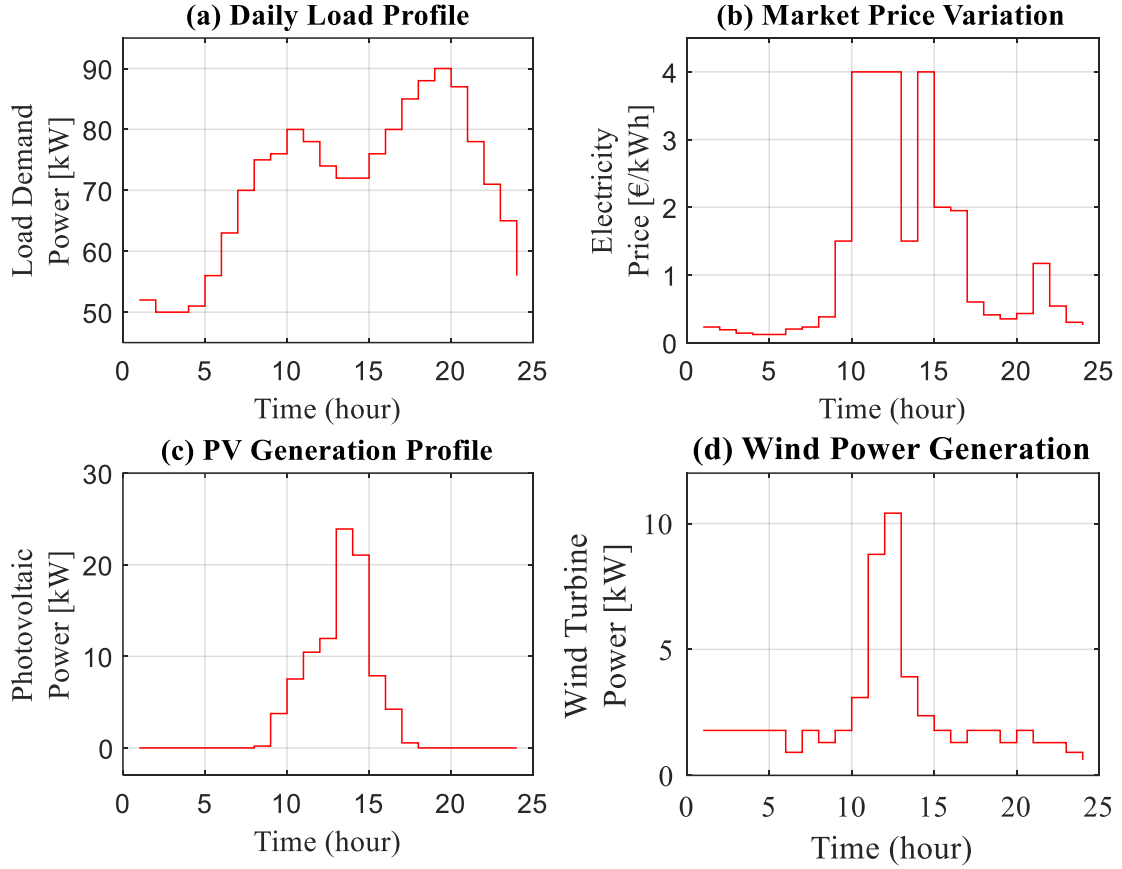 (a) Daily Load Profile
Load Demand
Power [kW]
90
80
70
60
50
0 5 10 15 20 25
Time (hour)
(b) Market Price Variation
Electricity
Price [€/kWh]
4
3
2
1
0
0 5 10 15 20 25
Time (hour)
(c) PV Generation Profile
Photovoltaic
Power [kW]
30
20
10
0
0 5 10 15 20 25
Time (hour)
(d) Wind Power Generation
Wind Turbine
Power [kW]
10
5
0
0 5 10 15 20 25
Time (hour)